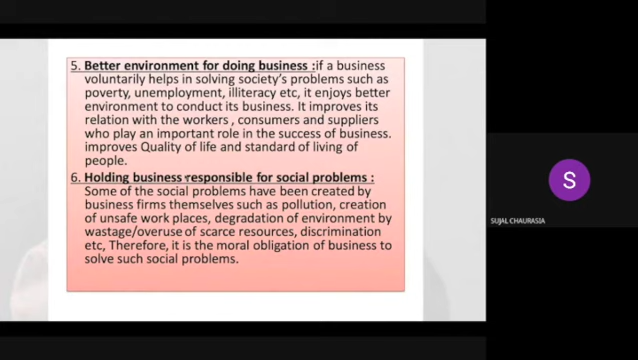 5. Better environment for doing business :if a business
voluntarily helps in solving society's problems such as
poverty, unemployment, illiteracy etc, it enjoys better
environment to conduct its business. It improves its
relation with the workers , consumers and suppliers
who play an important role in the success of business.
improves Quality of life and standard of living of
people.
6. Holding business responsible for social problems :
Some of the social problems have been created by
business firms themselves such as pollution, creation
of unsafe work places, degradation of environment by
wastage/overuse of scarce resources, discrimination
etc, Therefore, it is the moral obligation of business to
solve such social problems.
S
SUJAL CHAURASIA